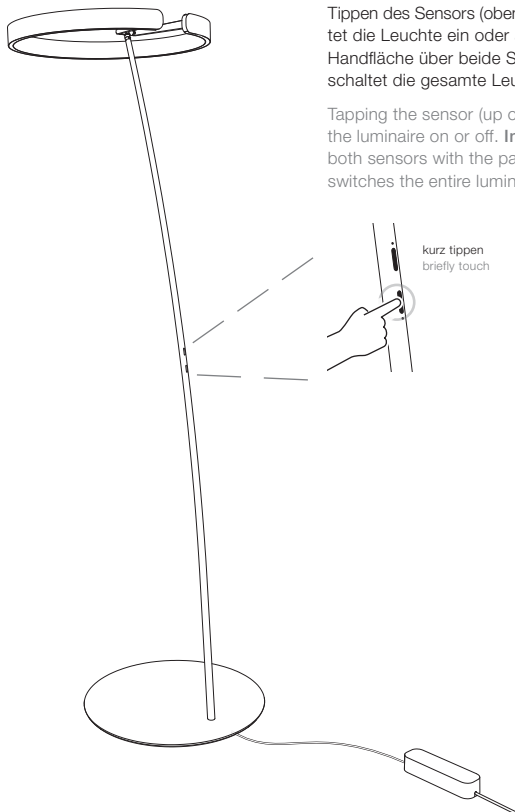 Tippen des Sensors (ober
tet die Leuchte ein oder
Handfläche über beide S
schaltet die gesamte Leu
Tapping the sensor (up o
the luminaire on or off. In
both sensors with the pa
switches the entire lumin
kurz tippen
briefly touch